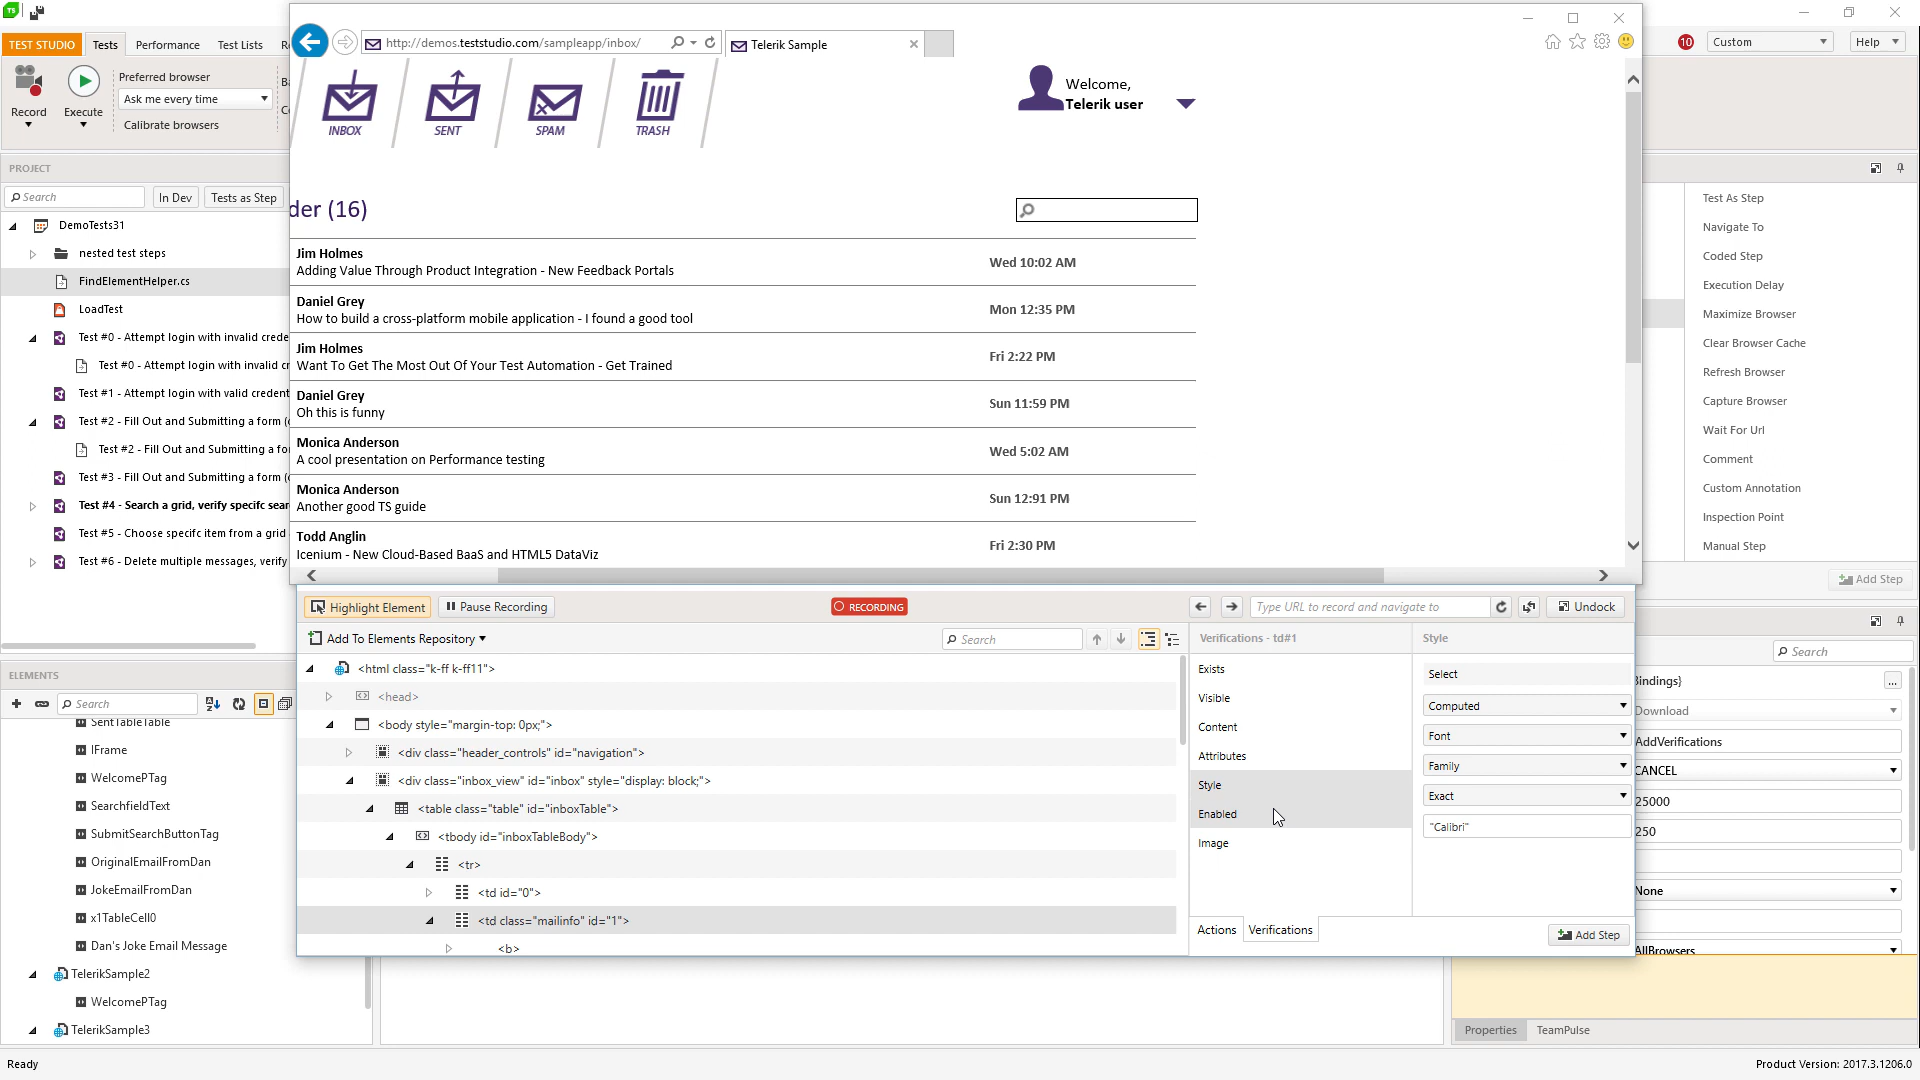 TS
TEST STUDIO
Tests
Performance
Test Lists
Record
Execute
Preferred browser
Ask me every time
Calibrate browsers
http://demos.teststudio.com/sampleapp/inbox/
Telerik Sample
10
Custom
Help
INBOX
SENT
SPAM
TRASH
Welcome,
Telerik user
PROJECT
Search
In Dev
Tests as Step
DemoTests31
nested test steps
FindElementHelper.cs
LoadTest
Test #0 - Attempt login with invalid crede
Test #0 - Attempt login with invalid cr
Test #1 - Attempt login with valid credent
Test #2 - Fill Out and Submitting a form (
Test #2 - Fill Out and Submitting a fo
Test #3 - Fill Out and Submitting a form (
Test #4 - Search a grid, verify specifc sear
Test #5 - Choose specifc item from a grid
Test #6 - Delete multiple messages, verify
der (16)
Jim Holmes
Adding Value Through Product Integration - New Feedback Portals
Wed 10:02 AM
Daniel Grey
How to build a cross-platform mobile application - I found a good tool
Mon 12:35 PM
Jim Holmes
Want To Get The Most Out Of Your Test Automation - Get Trained
Fri 2:22 PM
Daniel Grey
Oh this is funny
Sun 11:59 PM
Monica Anderson
A cool presentation on Performance testing
Wed 5:02 AM
Monica Anderson
Another good TS guide
Sun 12:91 PM
Todd Anglin
Icenium - New Cloud-Based BaaS and HTML5 DataViz
Fri 2:30 PM
Test As Step
Navigate To
Coded Step
Execution Delay
Maximize Browser
Clear Browser Cache
Refresh Browser
Capture Browser
Wait For Url
Comment
Custom Annotation
Inspection Point
Manual Step
Add Step
ELEMENTS
Search
SentTableTable
IFrame
WelcomePTag
SearchfieldText
SubmitSearchButtonTag
OriginalEmailFromDan
JokeEmailFromDan
x1TableCell0
Dan's Joke Email Message
TelerikSample2
WelcomePTag
TelerikSample3
Highlight Element
Pause Recording
RECORDING
Type URL to record and navigate to
Undock
Add To Elements Repository
Search
<html class="k-ff k-ff11">
<head>
<body style="margin-top: 0px;">
<div class="header_controls" id="navigation">
<div class="inbox_view" id="inbox" style="display: block;">
<table class="table" id="inboxTable">
<tbody id="inboxTableBody">
<tr>
<td id="0">
<td class="mailinfo" id="1">
<b>
Verifications - td#1
Exists
Visible
Content
Attributes
Style
Enabled
Image
Actions
Verifications
Style
Select
Computed
Font
Family
Exact
"Calibri"
Add Step
Search
Bindings}
...
Download
AddVerifications
CANCEL
25000
250
None
AllBrowsers
Properties
TeamPulse
Ready
Product Version: 2017.3.1206.0